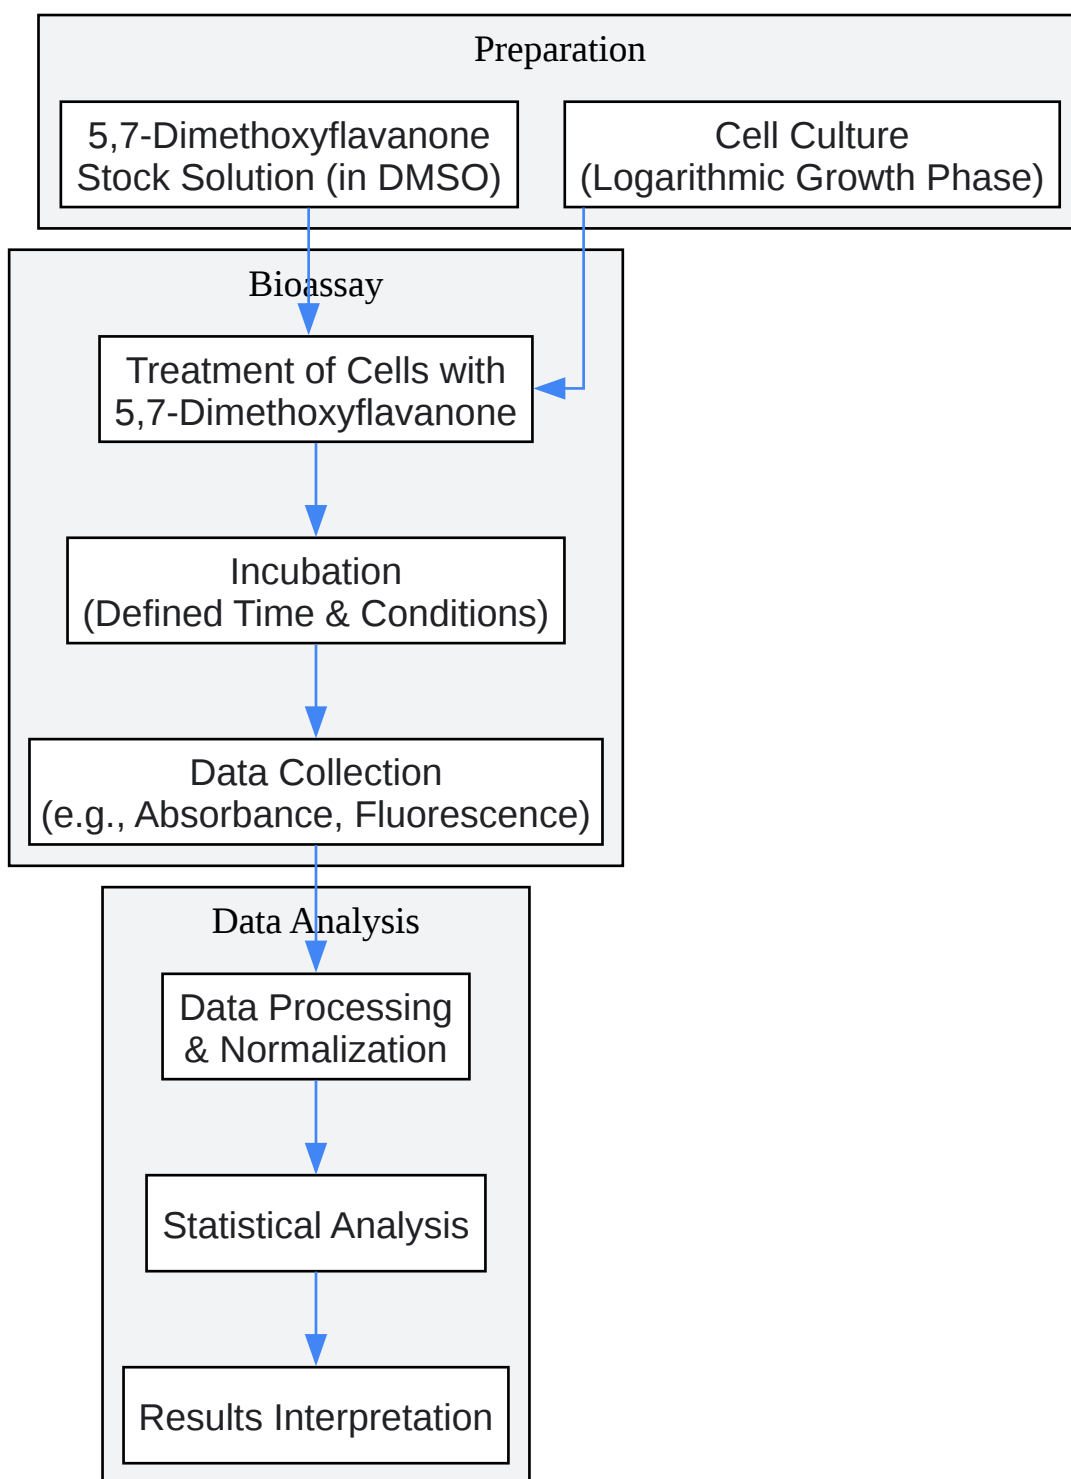 Preparation
5,7-Dimethoxyflavanone
Stock Solution (in DMSO)
Cell Culture
(Logarithmic Growth Phase)
Bioassay
Treatment of Cells with
5,7-Dimethoxyflavanone
Incubation
(Defined Time & Conditions)
Data Collection
(e.g., Absorbance, Fluorescence)
Data Analysis
Data Processing
& Normalization
Statistical Analysis
Results Interpretation